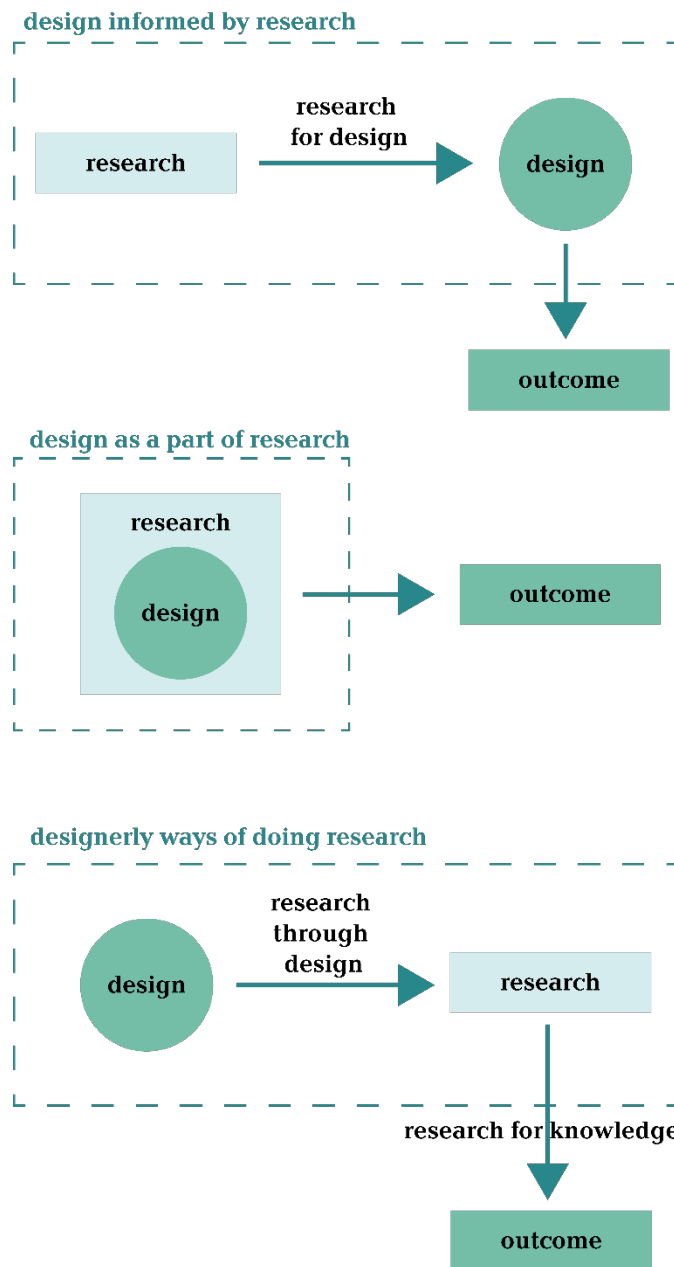 design informed by research
research
for design
research
design
outcome
design as a part of research
research
design
outcome
designerly ways of doing research
research
through
design
design
research
research for knowledge
outcome